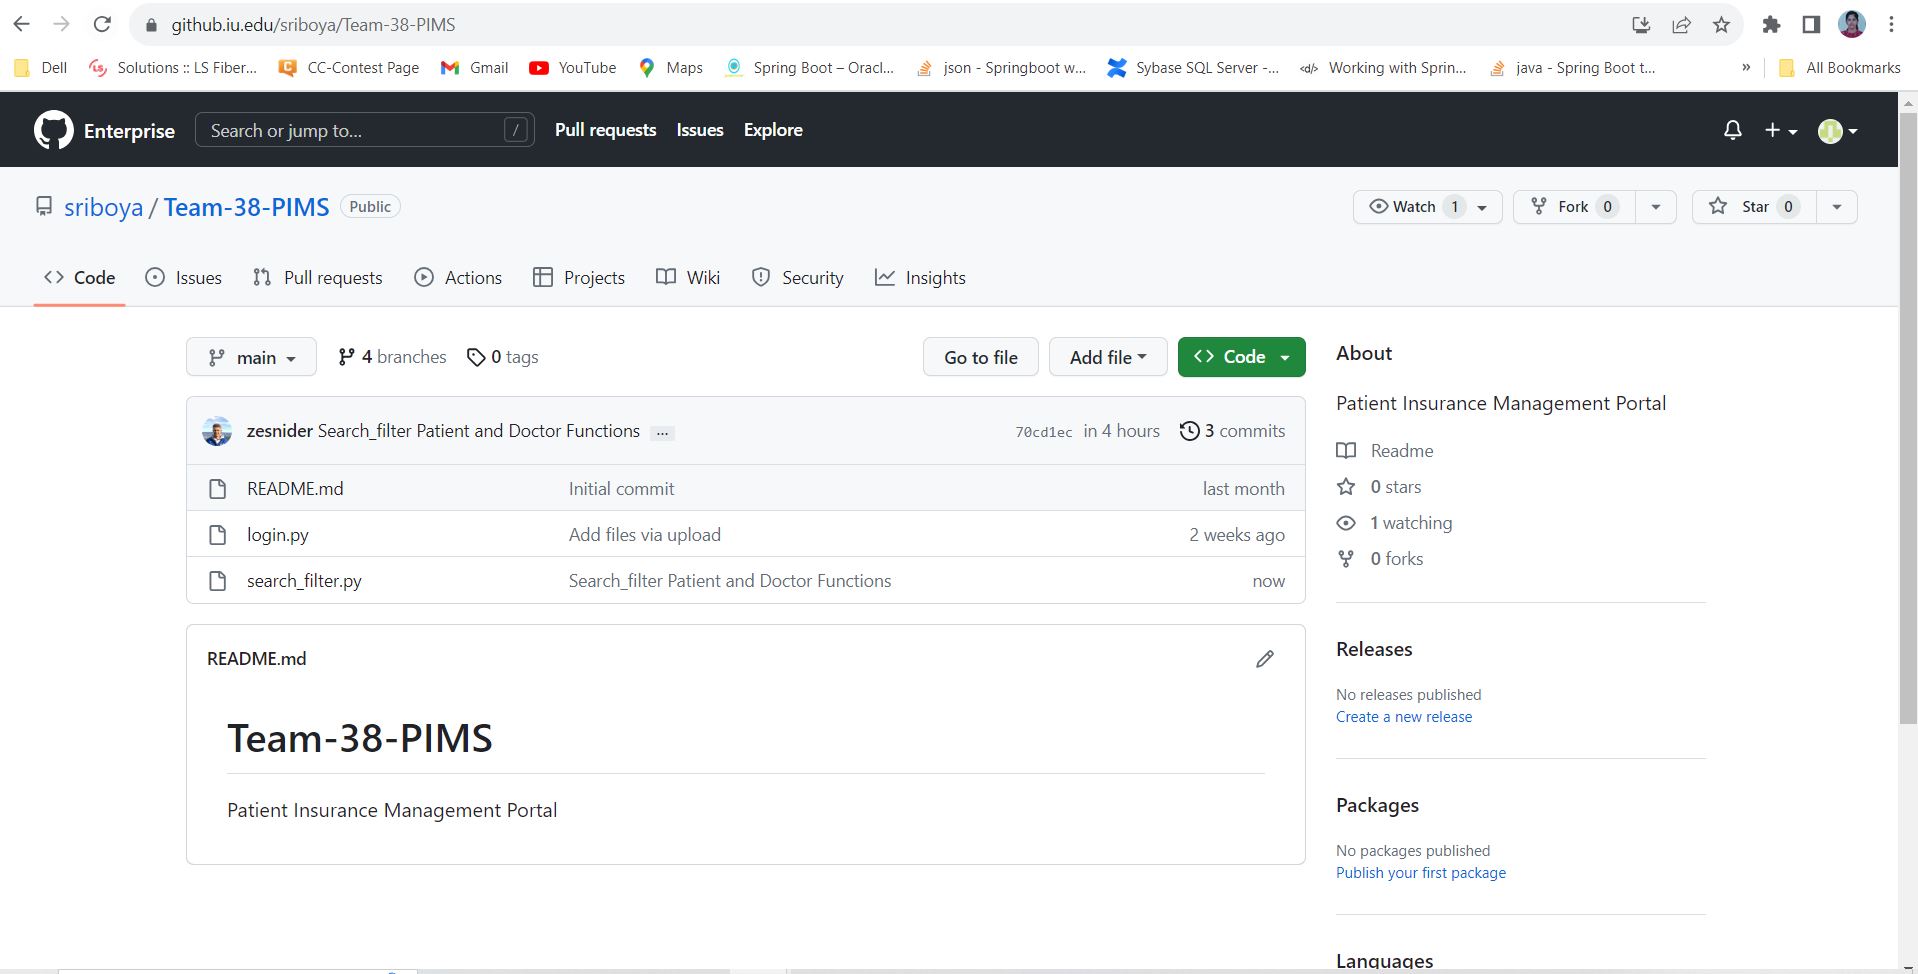 github.iu.edu/sriboya/Team-38-PIMS
Dell Solutions :: LS Fiber... CC-Contest Page Gmail YouTube Maps Spring Boot – Oracl... json - Springboot w... Sybase SQL Server -... Working with Sprin... java - Spring Boot t... » All Bookmarks
Enterprise Search or jump to... / Pull requests Issues Explore
sriboya / Team-38-PIMS Public Watch 1 Fork 0 Star 0
Code Issues Pull requests Actions Projects Wiki Security Insights
main 4 branches 0 tags Go to file Add file Code
zesnider Search_filter Patient and Doctor Functions ... 70cd1ec in 4 hours 3 commits
README.md Initial commit last month
login.py Add files via upload 2 weeks ago
search_filter.py Search_filter Patient and Doctor Functions now
README.md
Team-38-PIMS
Patient Insurance Management Portal
About
Patient Insurance Management Portal
Readme
0 stars
1 watching
0 forks
Releases
No releases published
Create a new release
Packages
No packages published
Publish your first package
Languages